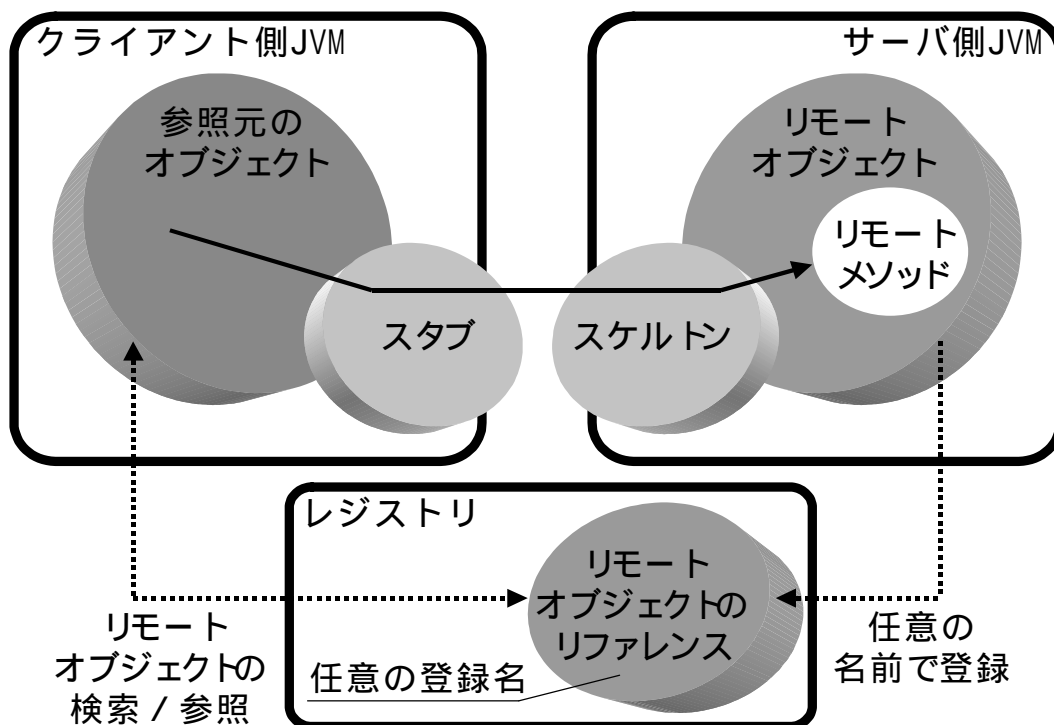 クライアント側JVM
参照元の
オブジェクト
スタブ
サーバ側JVM
リモート
オブジェクト
リモート
メソッド
スケルトン
レジストリ
リモート
オブジェクトの
リファレンス
任意の登録名
リモート
オブジェクトの
検索 / 参照
任意の
名前で登録